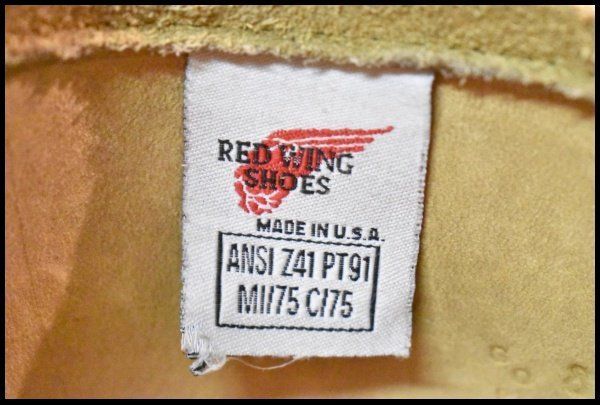 RED WING
SHOES
MADE IN U.S.A.
ANSI Z41 PT91
MI/75 C/75